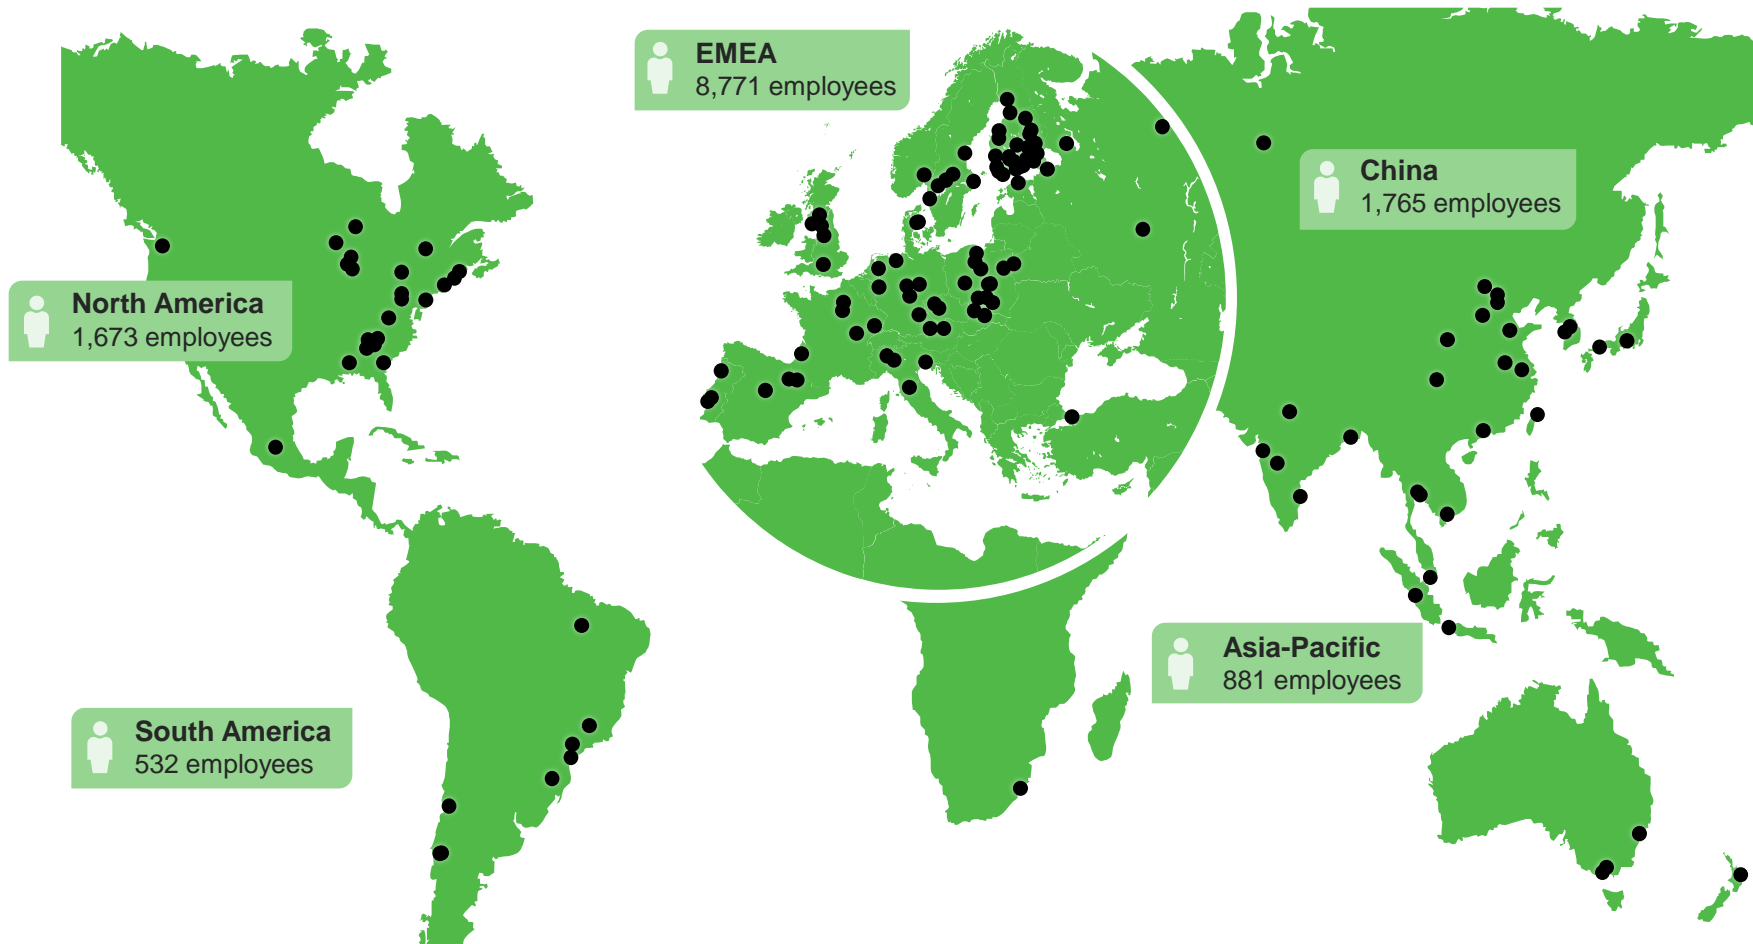 EMEA
8,771 employees
China
1,765 employees
North America
1,673 employees
Asia-Pacific
881 employees
South America
532 employees